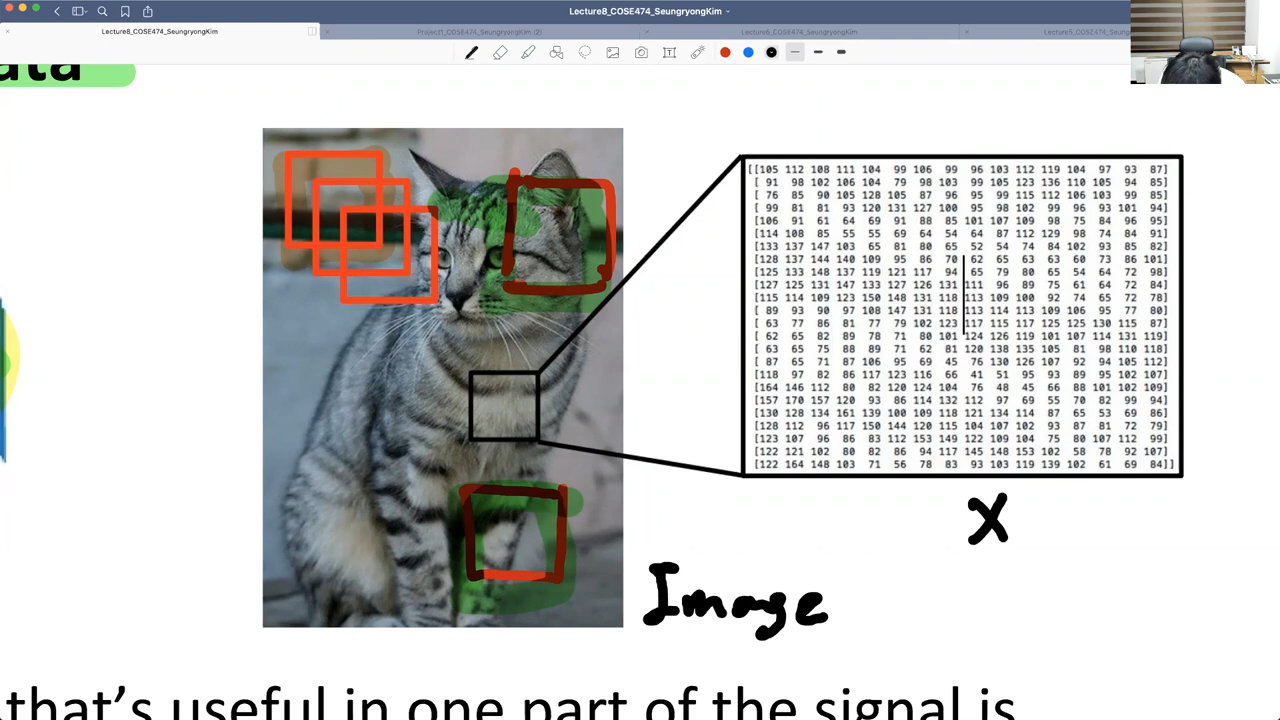 Lecture8_COSE474_SeungryongKim
Lecture8_COSE474_SeungryongKim
Project1_COSE474_SeungryongKim (2)
Lecture6_COSE474_SeungryongKim
Lecture5_COSE474_Seungry
ata
[[105 112 108 111 104 99 106 99 96 103 112 119 104 97 93 87]
[ 91 98 102 106 104 79 98 103 99 105 123 136 110 105 94 85]
[ 76 85 90 105 128 105 87 96 95 99 115 112 106 103 99 85]
[ 99 81 81 93 120 131 127 100 95 98 102 99 96 93 101 94]
[106 91 61 64 69 91 88 85 101 107 109 98 75 84 96 95]
[114 108 85 55 55 69 64 54 64 87 112 129 98 74 84 91]
[133 137 147 103 65 81 80 65 52 54 74 84 102 93 85 82]
[128 137 144 140 109 95 86 70 62 65 63 63 60 73 86 101]
[125 133 148 137 119 121 117 94 65 79 80 65 54 64 72 98]
[127 125 131 147 133 127 126 131 111 96 89 75 61 64 72 84]
[115 114 109 123 150 148 131 118 113 109 100 92 74 65 72 78]
[ 89 93 90 97 108 147 131 118 113 114 113 109 106 95 77 80]
[ 63 77 86 81 77 79 102 123 117 115 117 125 125 130 115 87]
[ 62 65 82 89 78 71 80 101 124 126 119 101 107 114 131 119]
[ 63 65 75 88 89 71 62 81 120 138 135 105 81 98 110 118]
[ 87 65 71 87 106 95 69 45 76 130 126 107 92 94 105 112]
[118 97 82 86 117 123 116 66 41 51 95 93 89 95 102 107]
[164 146 112 80 82 120 124 104 76 48 45 66 88 101 102 109]
[157 170 157 120 93 86 114 132 112 97 69 55 70 82 99 94]
[130 128 134 161 139 100 109 118 121 134 114 87 65 53 69 86]
[128 112 96 117 150 144 120 115 104 107 102 93 87 81 72 79]
[123 107 96 86 83 112 153 149 122 109 104 75 80 107 112 99]
[122 121 102 80 82 86 94 117 145 148 153 102 58 78 92 107]
[122 164 148 103 71 56 78 83 93 103 119 139 102 61 69 84]]
X
Image
that's useful in one part of the signal is